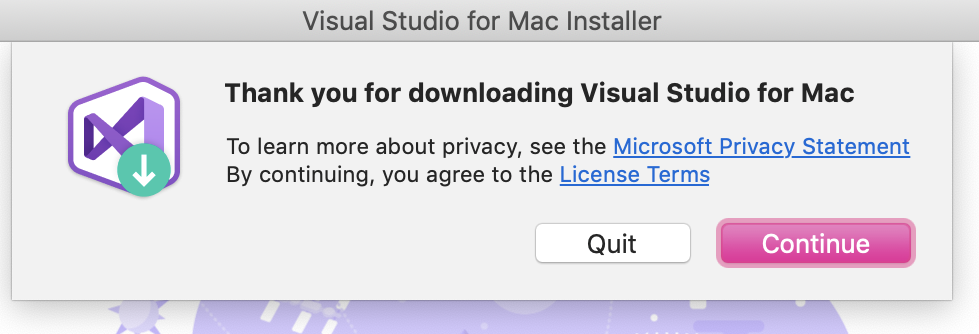 Visual Studio for Mac Installer
Thank you for downloading Visual Studio for Mac
To learn more about privacy, see the Microsoft Privacy Statement
By continuing, you agree to the License Terms
Quit
Continue